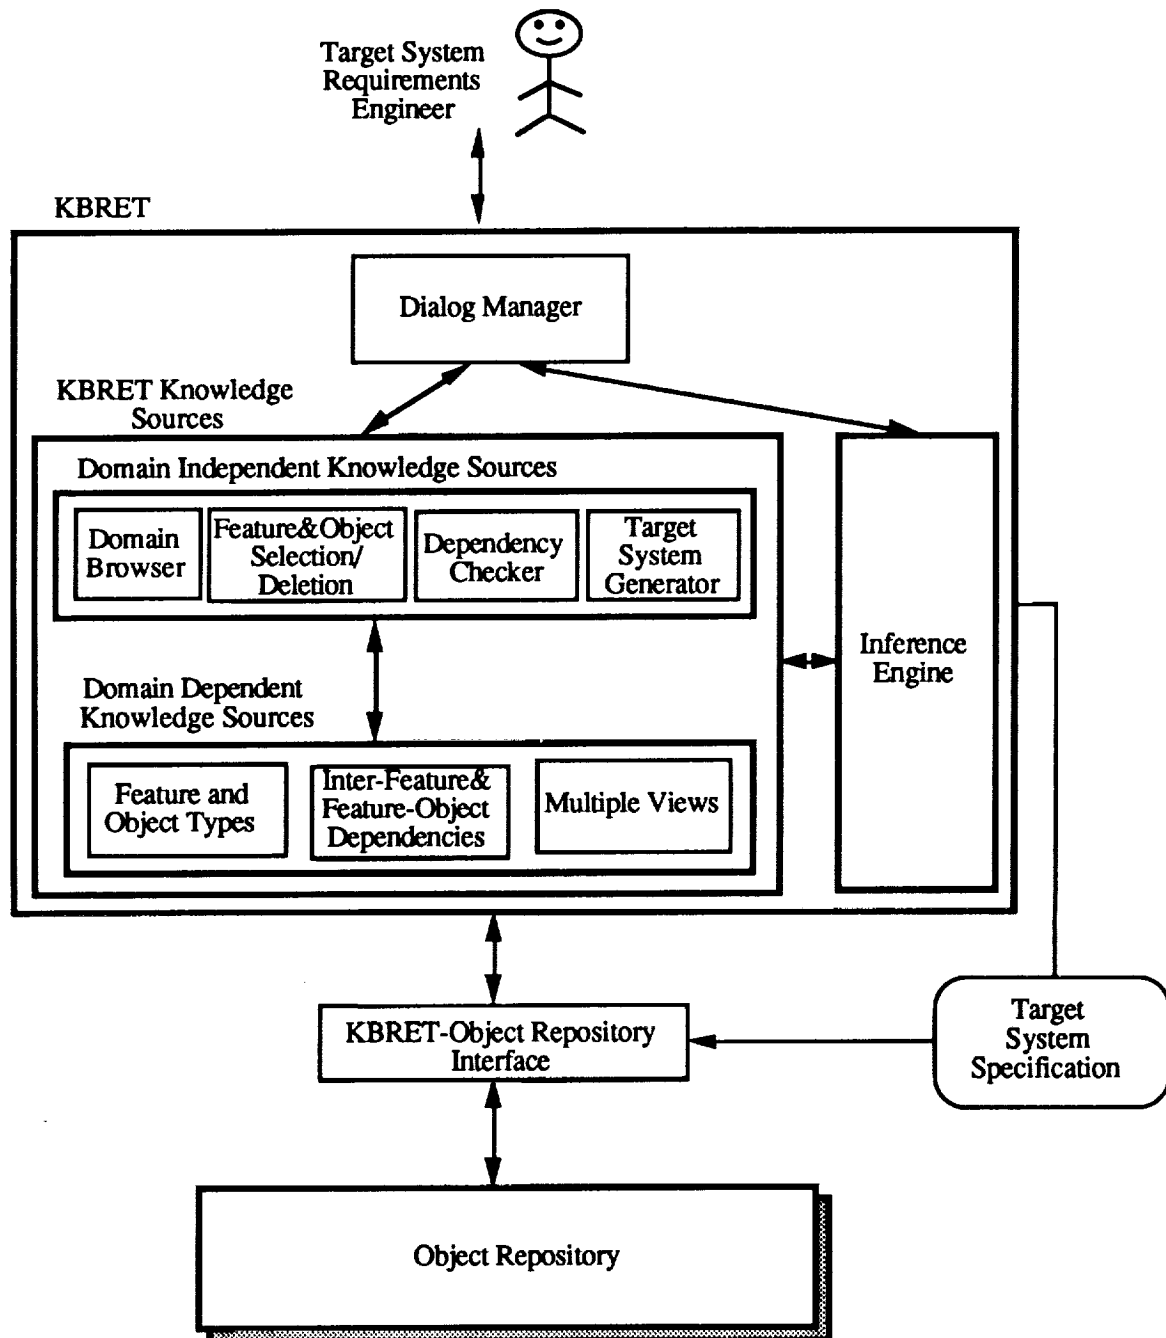 Target System
Requirements
Engineer
KBRET
Dialog Manager
KBRET Knowledge
Sources
Domain Independent Knowledge Sources
Domain
Browser
Feature&Object
Selection/
Deletion
Dependency
Checker
Target
System
Generator
Inference
Engine
Domain Dependent
Knowledge Sources
Feature and
Object Types
Inter-Feature&
Feature-Object
Dependencies
Multiple Views
KBRET-Object Repository
Interface
Target
System
Specification
Object Repository